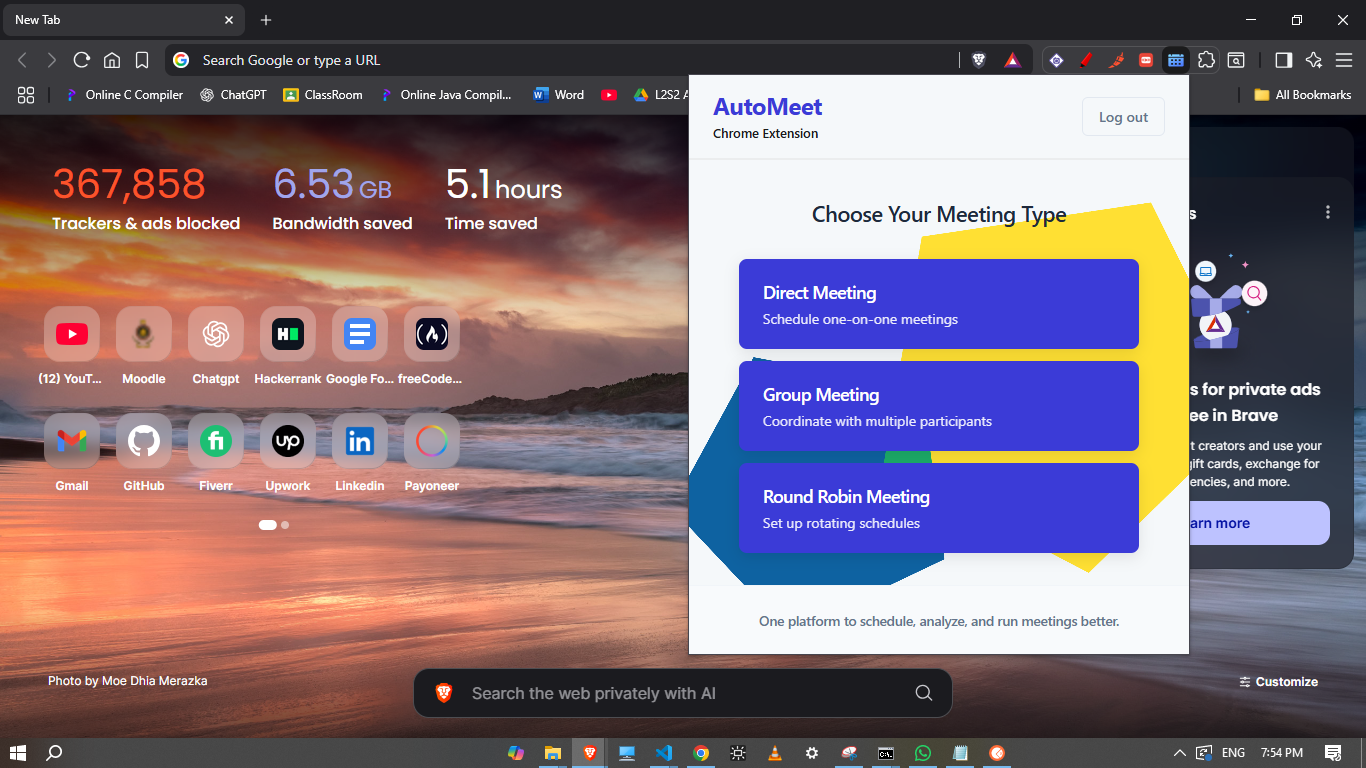 New Tab
Search Google or type a URL
Online C Compiler
ChatGPT
ClassRoom
Online Java Compil...
Word
L2S2 A
All Bookmarks
AutoMeet
Chrome Extension
Log out
367,858
Trackers & ads blocked
6.53 GB
Bandwidth saved
5.1 hours
Time saved
Choose Your Meeting Type
s
Direct Meeting
Schedule one-on-one meetings
Group Meeting
Coordinate with multiple participants
Round Robin Meeting
Set up rotating schedules
One platform to schedule, analyze, and run meetings better.
(12) YouT...
Moodle
Chatgpt
Hackerrank
Google Fo...
freeCode...
Gmail
GitHub
Fiverr
Upwork
Linkedin
Payoneer
s for private ads
ee in Brave
t creators and use your
gift cards, exchange for
encies, and more.
arn more
Photo by Moe Dhia Merazka
Search the web privately with AI
Customize
ENG
7:54 PM